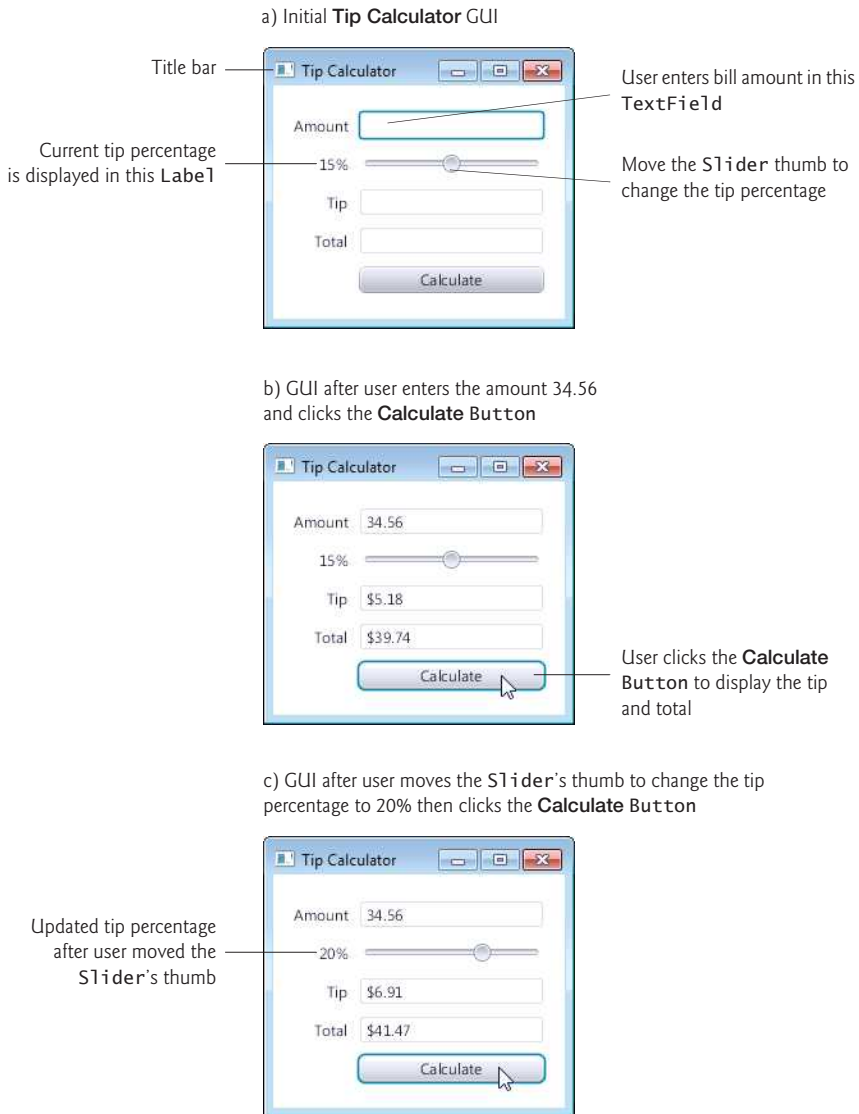 a) Initial Tip Calculator GUI
Title bar
Tip Calculator
User enters bill amount in this
TextField
Amount
Current tip percentage
is displayed in this Label
15%
Move the Slider thumb to
change the tip percentage
Tip
Total
Calculate
b) GUI after user enters the amount 34.56
and clicks the Calculate Button
Tip Calculator
Amount 34.56
15%
Tip $5.18
Total $39.74
Calculate
User clicks the Calculate
Button to display the tip
and total
c) GUI after user moves the Slider's thumb to change the tip
percentage to 20% then clicks the Calculate Button
Tip Calculator
Amount 34.56
Updated tip percentage
after user moved the
Slider's thumb
20%
Tip $6.91
Total $41.47
Calculate